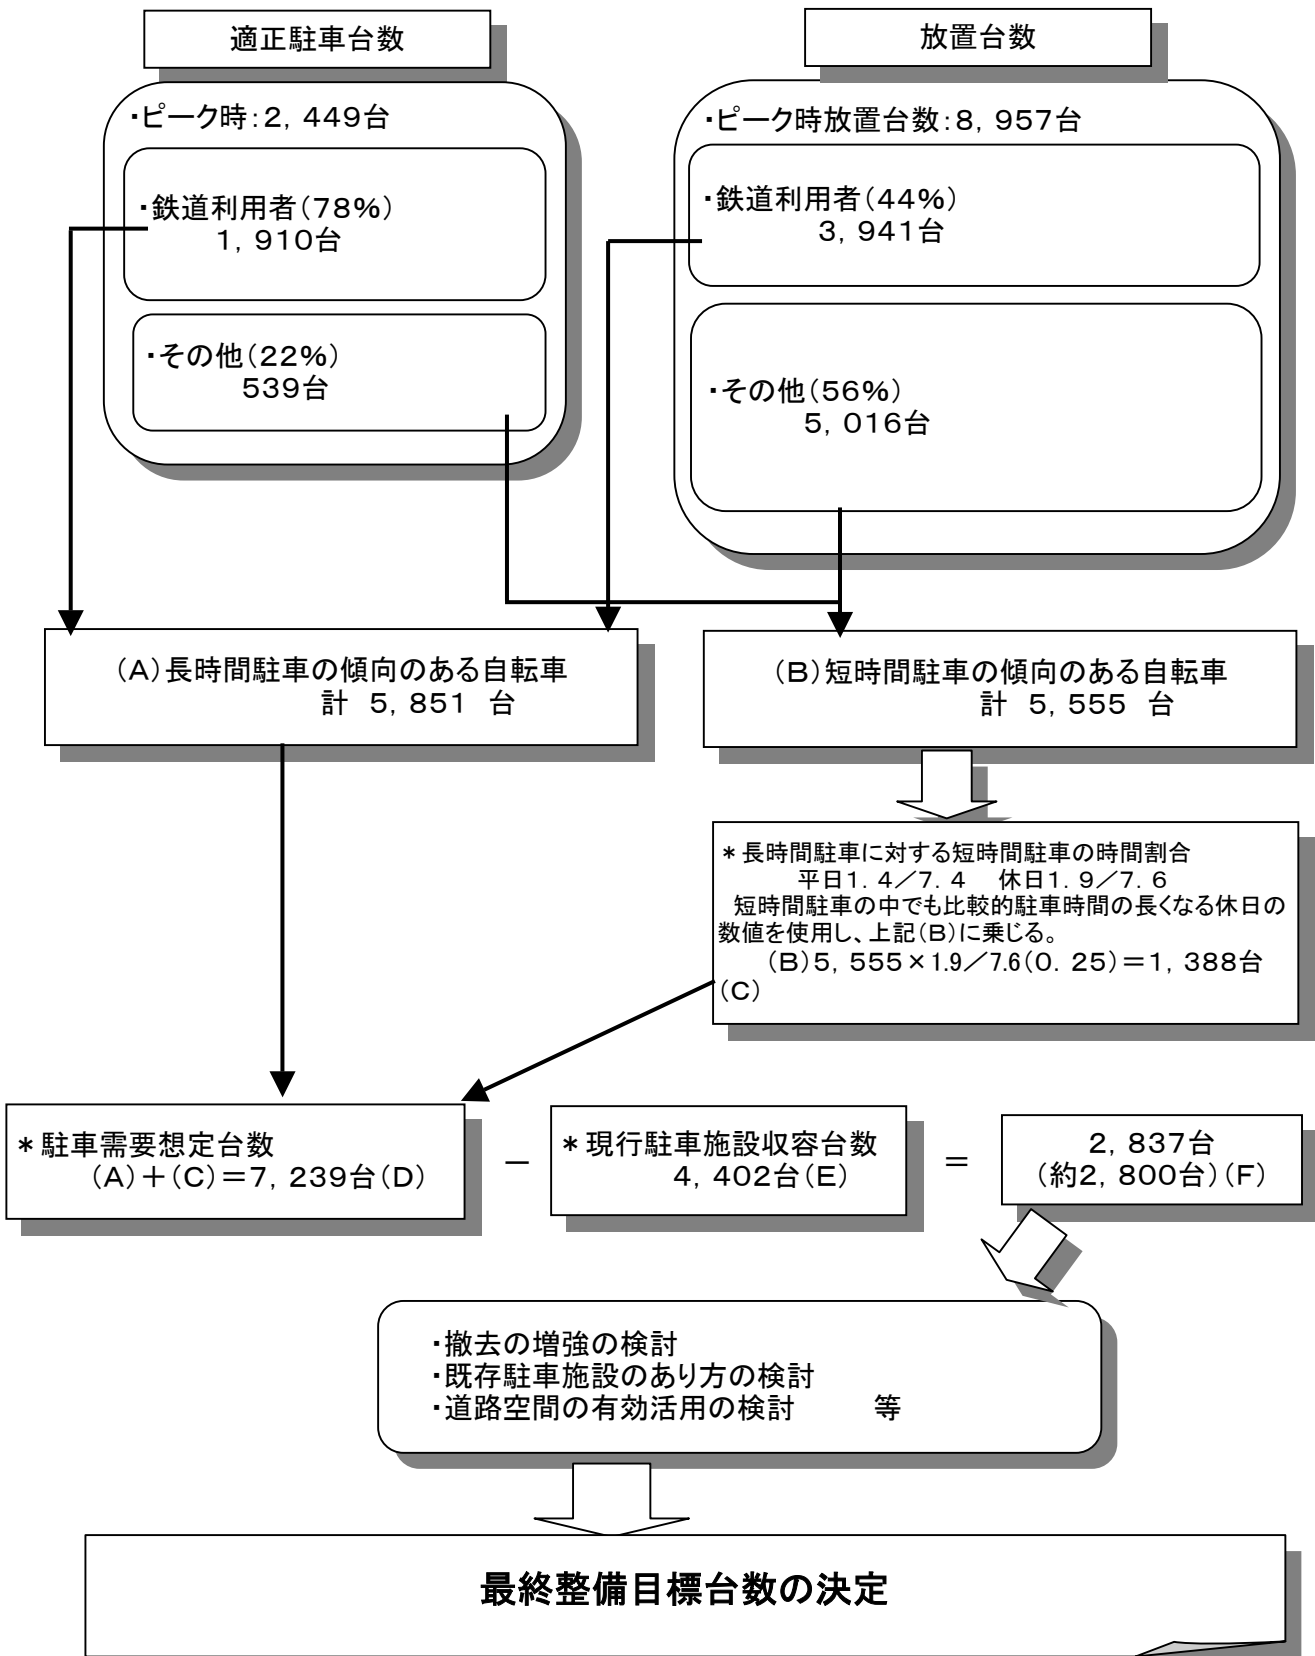 適正駐車台数
・ピーク時：２，４４９台
・鉄道利用者（７８％）
１，９１０台
・その他（２２％）
５３９台
放置台数
・ピーク時放置台数：８，９５７台
・鉄道利用者（４４％）
３，９４１台
・その他（５６％）
５，０１６台
（Ａ）長時間駐車の傾向のある自転車
計　５，８５１　台
（Ｂ）短時間駐車の傾向のある自転車
計　５，５５５　台
＊長時間駐車に対する短時間駐車の時間割合
平日１．４／７．４　休日１．９／７．６
短時間駐車の中でも比較的駐車時間の長くなる休日の
数値を使用し、上記（Ｂ）に乗じる。
（Ｂ）５，５５５×1.9／7.6（０．２５）＝１，３８８台
（Ｃ）
＊駐車需要想定台数
（Ａ）＋（Ｃ）＝７，２３９台（Ｄ）
－
＊現行駐車施設収容台数
４，４０２台（Ｅ）
＝
２，８３７台
（約２，８００台）（Ｆ）
・撤去の増強の検討
・既存駐車施設のあり方の検討
・道路空間の有効活用の検討　　　等
最終整備目標台数の決定